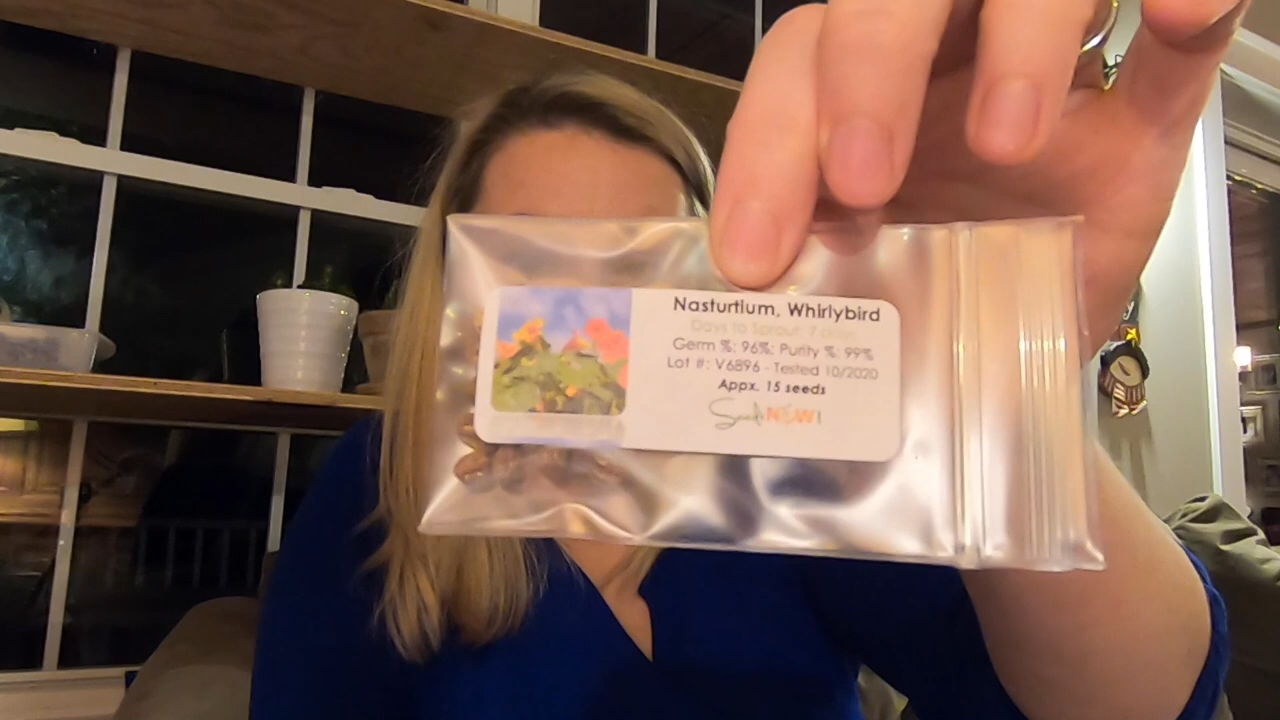 Nasturtium, Whirlybird
Days to Sprout: 7
Germ %: 96%; Purity %: 99%
Lot #: V6896 - Tested 10/2020
Appx. 15 seeds
SeedsNOW!